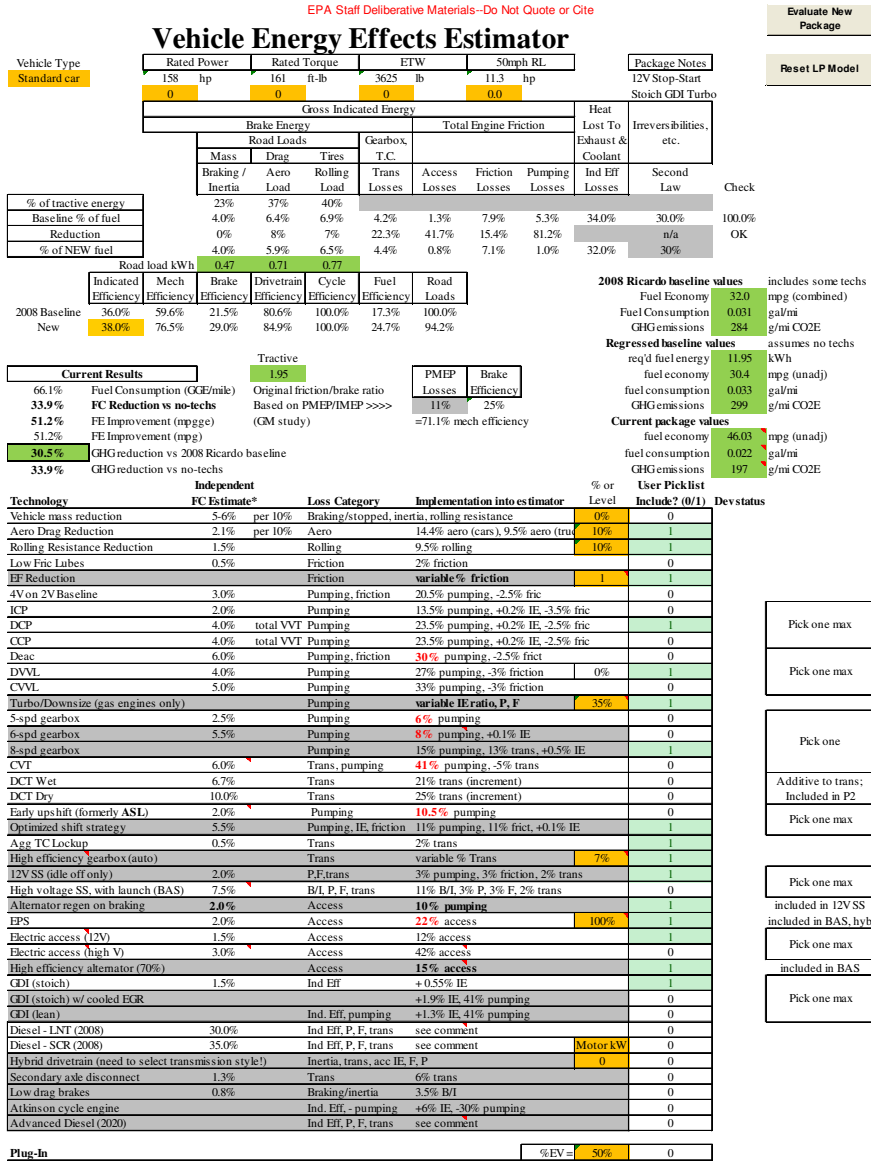 EPA Staff Deliberative Materials--Do Not Quote or Cite
Evaluate New Package
Vehicle Energy Effects Estimator
Vehicle Type Rated Power Rated Torque ETW 50mph RL Package Notes Reset LP Model
Standard car 158 hp 161 ft-lb 3625 lb 11.3 hp 12V Stop-Start
0 0 0 0.0 Stoich GDI Turbo
Gross Indicated Energy Heat
Brake Energy Total Engine Friction Lost To Irreversibilities,
Road Loads Gearbox, Exhaust & etc.
Mass Drag Tires T.C. Coolant
Braking / Aero Rolling Trans Access Friction Pumping Ind Eff Second
Inertia Load Load Losses Losses Losses Losses Losses Law Check
% of tractive energy 23% 37% 40%
Baseline % of fuel 4.0% 6.4% 6.9% 4.2% 1.3% 7.9% 5.3% 34.0% 30.0% 100.0%
Reduction 0% 8% 7% 22.3% 41.7% 15.4% 81.2% n/a OK
% of NEW fuel 4.0% 5.9% 6.5% 4.4% 0.8% 7.1% 1.0% 32.0% 30%
Road load kWh 0.47 0.71 0.77
Indicated Mech Brake Drivetrain Cycle Fuel Road 2008 Ricardo baseline values includes some techs
Efficiency Efficiency Efficiency Efficiency Efficiency Efficiency Loads Fuel Economy 32.0 mpg (combined)
2008 Baseline 36.0% 59.6% 21.5% 80.6% 100.0% 17.3% 100.0% Fuel Consumption 0.031 gal/mi
New 38.0% 76.5% 29.0% 84.9% 100.0% 24.7% 94.2% GHG emissions 284 g/mi CO2E
Regressed baseline values assumes no techs
Tractive req'd fuel energy 11.95 kWh
Current Results 1.95 PMEP Brake fuel economy 30.4 mpg (unadj)
66.1% Fuel Consumption (GGE/mile) Original friction/brake ratio Losses Efficiency fuel consumption 0.033 gal/mi
33.9% FC Reduction vs no-techs Based on PMEP/IMEP >>>> 11% 25% GHG emissions 299 g/mi CO2E
51.2% FE Improvement (mpgge) (GM study) =71.1% mech efficiency Current package values
51.2% FE Improvement (mpg) fuel economy 46.03 mpg (unadj)
30.5% GHG reduction vs 2008 Ricardo baseline fuel consumption 0.022 gal/mi
33.9% GHG reduction vs no-techs GHG emissions 197 g/mi CO2E
Independent % or User Picklist
Technology FC Estimate* Loss Category Implementation into estimator Level Include? (0/1) Dev status
Vehicle mass reduction 5-6% per 10% Braking/stopped, inertia, rolling resistance 0% 0
Aero Drag Reduction 2.1% per 10% Aero 14.4% aero (cars), 9.5% aero (truc 10% 1
Rolling Resistance Reduction 1.5% Rolling 9.5% rolling 10% 1
Low Fric Lubes 0.5% Friction 2% friction 0
EF Reduction Friction variable % friction 1 1
4V on 2V Baseline 3.0% Pumping, friction 20.5% pumping, -2.5% fric 0
ICP 2.0% Pumping 13.5% pumping, +0.2% IE, -3.5% fric 0
DCP 4.0% total VVT Pumping 23.5% pumping, +0.2% IE, -2.5% fric 1 Pick one max
CCP 4.0% total VVT Pumping 23.5% pumping, +0.2% IE, -2.5% fric 0
Deac 6.0% Pumping, friction 30% pumping, -2.5% frict 0
DVVL 4.0% Pumping 27% pumping, -3% friction 0% 1 Pick one max
CVVL 5.0% Pumping 33% pumping, -3% friction 0
Turbo/Downsize (gas engines only) Pumping variable IE ratio, P, F 35% 1
5-spd gearbox 2.5% Pumping 6% pumping 0
6-spd gearbox 5.5% Pumping 8% pumping, +0.1% IE 0
8-spd gearbox Pumping 15% pumping, 13% trans, +0.5% IE 1 Pick one
CVT 6.0% Trans, pumping 41% pumping, -5% trans 0
DCT Wet 6.7% Trans 21% trans (increment) 0 Additive to trans;
DCT Dry 10.0% Trans 25% trans (increment) 0 Included in P2
Early upshift (formerly ASL) 2.0% Pumping 10.5% pumping 0
Optimized shift strategy 5.5% Pumping, IE, friction 11% pumping, 11% frict, +0.1% IE 1 Pick one max
Agg TC Lockup 0.5% Trans 2% trans 1
High efficiency gearbox (auto) Trans variable % Trans 7% 1
12V SS (idle off only) 2.0% P,F,trans 3% pumping, 3% friction, 2% trans 1
High voltage SS, with launch (BAS) 7.5% B/I, P, F, trans 11% B/I, 3% P, 3% F, 2% trans 0 Pick one max
Alternator regen on braking 2.0% Access 10% pumping 1 included in 12V SS
EPS 2.0% Access 22% access 100% 1 included in BAS, hyb
Electric access (12V) 1.5% Access 12% access 1
Electric access (high V) 3.0% Access 42% access 0 Pick one max
High efficiency alternator (70%) Access 15% access 1 included in BAS
GDI (stoich) 1.5% Ind Eff + 0.55% IE 1
GDI (stoich) w/ cooled EGR +1.9% IE, 41% pumping 0
GDI (lean) Ind. Eff, pumping +1.3% IE, 41% pumping 0 Pick one max
Diesel - LNT (2008) 30.0% Ind Eff, P, F, trans see comment 0
Diesel - SCR (2008) 35.0% Ind Eff, P, F, trans see comment Motor kW 0
Hybrid drivetrain (need to select transmission style!) Inertia, trans, acc IE, F, P 0 0
Secondary axle disconnect 1.3% Trans 6% trans 0
Low drag brakes 0.8% Braking/inertia 3.5% B/I 0
Atkinson cycle engine Ind. Eff, - pumping +6% IE, -30% pumping 0
Advanced Diesel (2020) Ind Eff, P, F, trans see comment 0
Plug-In %EV = 50% 0